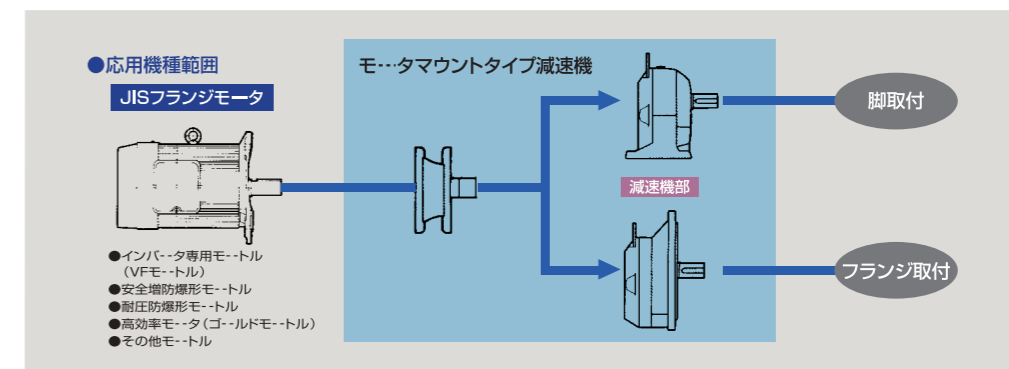 ●応用機種範囲
JISフランジモータ
モ･･･タマウントタイプ減速機
脚取付
減速機部
フランジ取付
●インバ･･タ専用モ･･トル
（VFモ･･トル）
●安全増防爆形モ･･トル
●耐圧防爆形モ･･トル
●高効率モ･･タ（ゴ･･ルドモ･･トル）
●その他モ･･トル